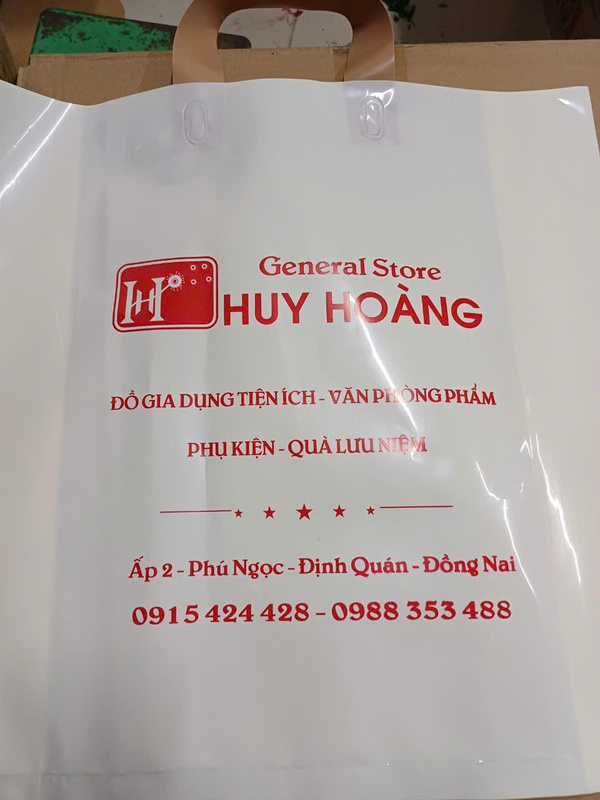 General Store
HH HUY HOÀNG
ĐỒ GIA DỤNG TIỆN ÍCH - VĂN PHÒNG PHẨM
PHỤ KIỆN - QUÀ LƯU NIỆM
Ấp 2 - Phú Ngọc - Định Quán - Đồng Nai
0915 424 428 - 0988 353 488